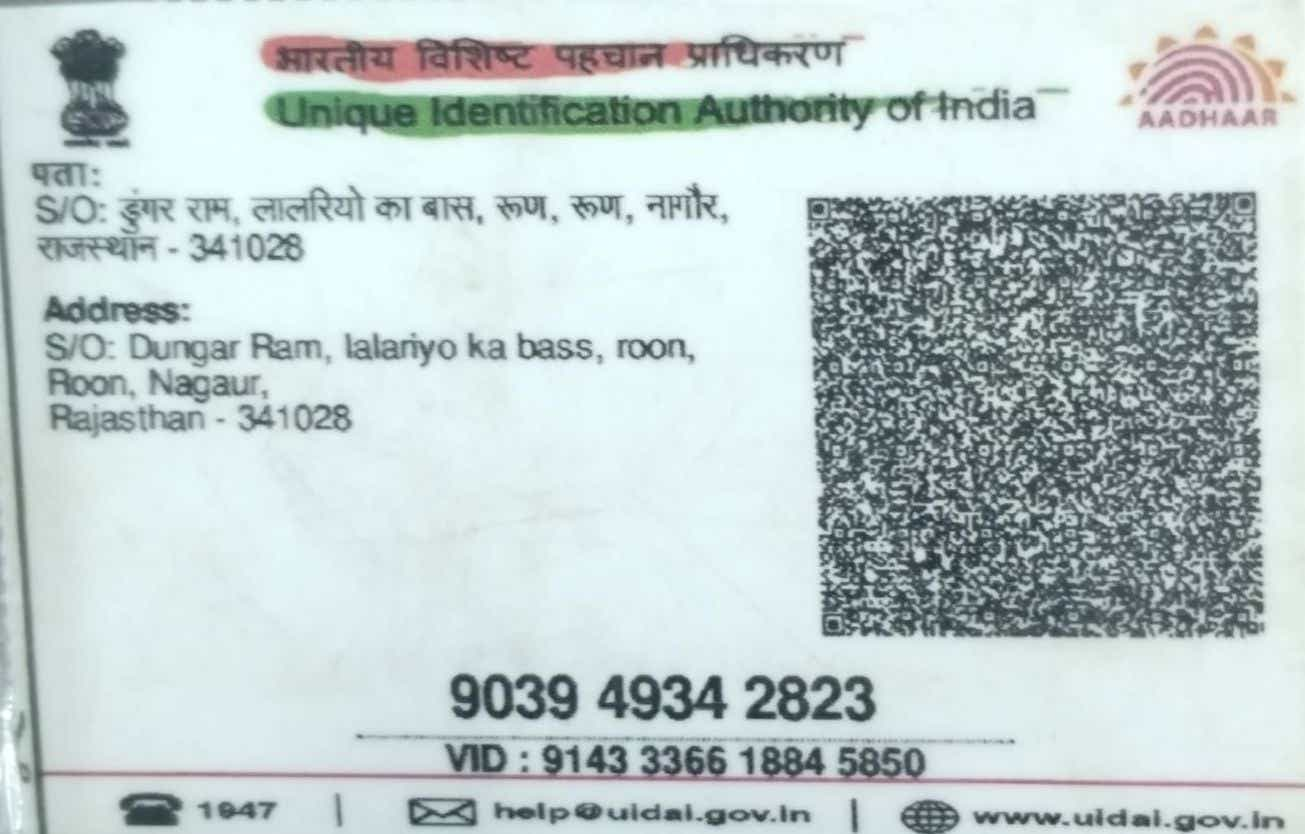 भारतीय विशिष्ट पहचान प्राधिकरण
Unique Identification Authority of India
AADHAAR
पता:
S/O: डुंगर राम, लालरियो का बास, रूण, रूण, नागौर,
राजस्थान - 341028
Address:
S/O: Dungar Ram, lalariyo ka bass, roon,
Roon, Nagaur,
Rajasthan - 341028
9039 4934 2823
VID : 9143 3366 1884 5850
1947 | help@uidai.gov.in | www.uidai.gov.in